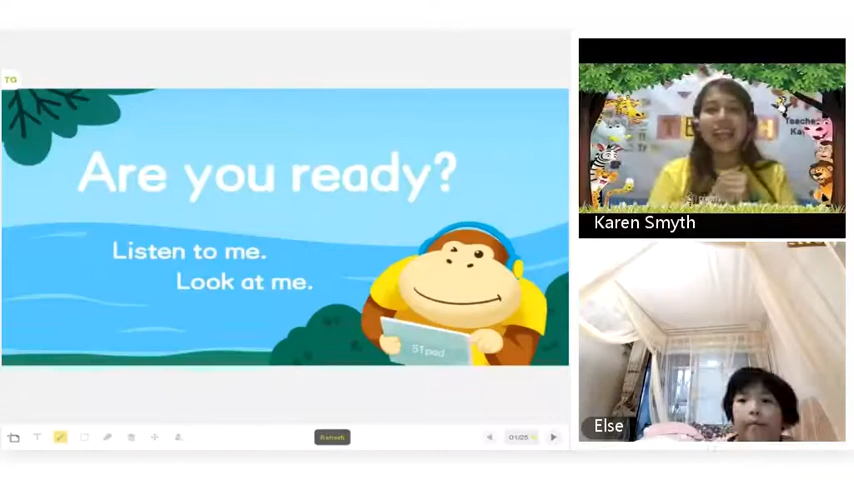 TG
Are you ready?
Listen to me.
Look at me.
51pad
Refresh
01/25
Karen Smyth
Else